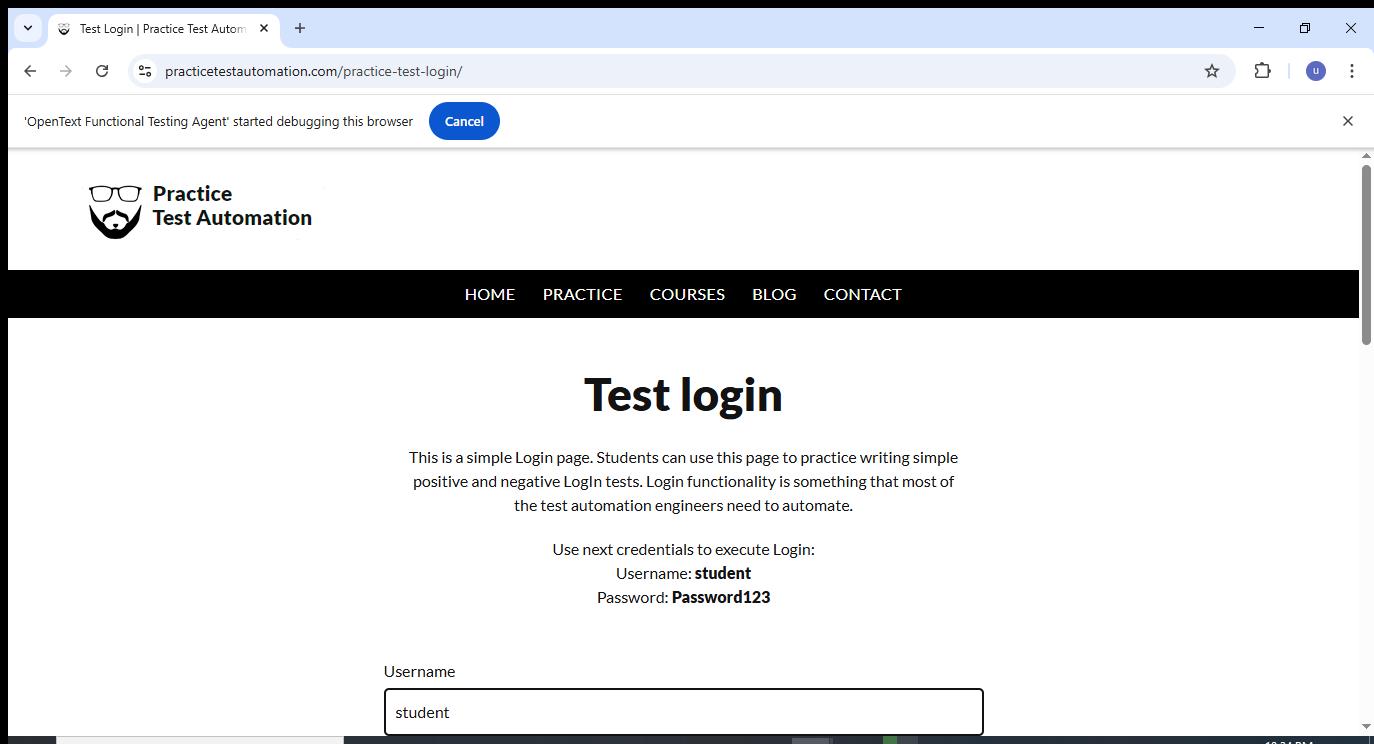 Test Login | Practice Test Autom
practicetestautomation.com/practice-test-login/
u
'OpenText Functional Testing Agent' started debugging this browser
Cancel
Practice
Test Automation
HOME PRACTICE COURSES BLOG CONTACT
Test login
This is a simple Login page. Students can use this page to practice writing simple
positive and negative LogIn tests. Login functionality is something that most of
the test automation engineers need to automate.
Use next credentials to execute Login:
Username: student
Password: Password123
Username
student